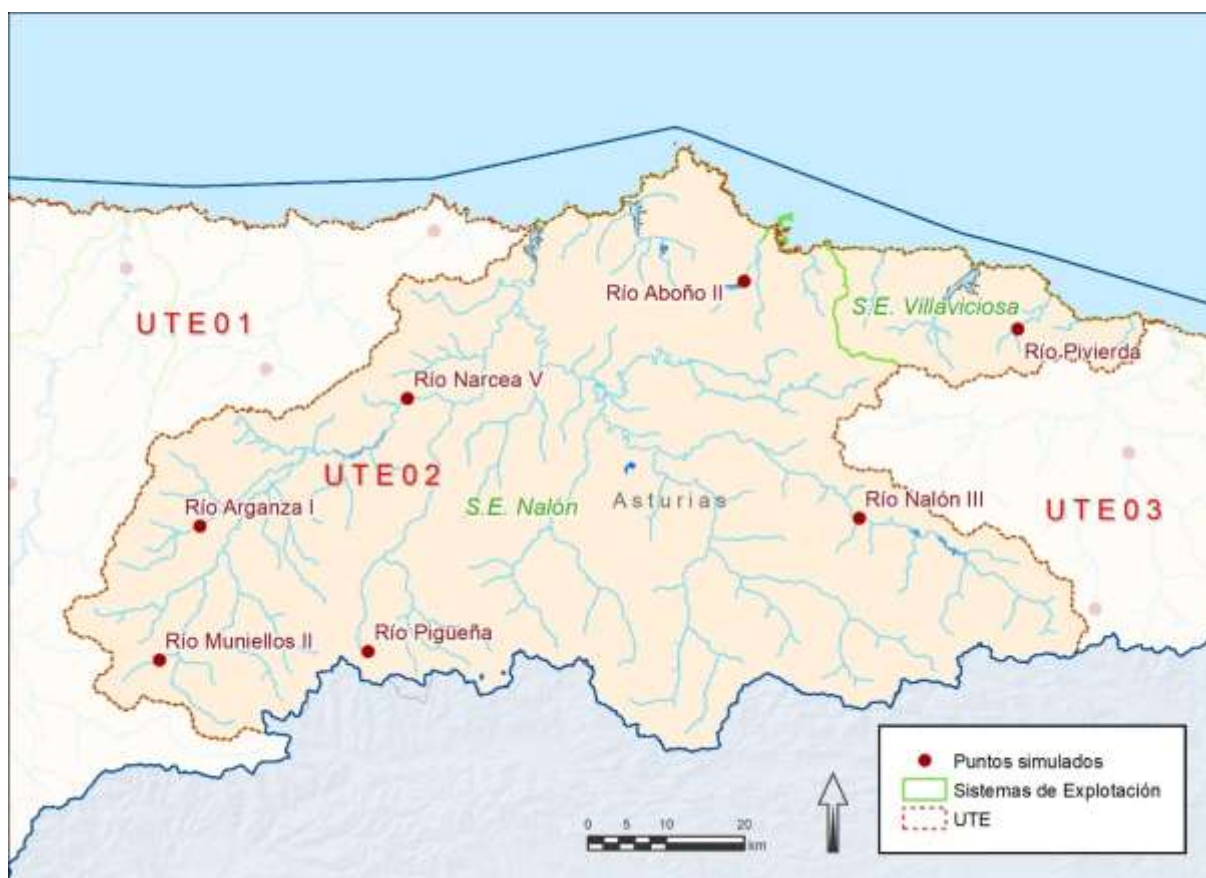 Río Aboño II
S.E. Villaviciosa
UTE01
Río Pivierda
Río Narcea V
UTE02
Río Arganza I
S.E. Nalón
Asturias
Río Nalón III
UTE03
Río Muniellos II
Río Pigüeña
Puntos simulados
Sistemas de Explotación
UTE
0 5 10 20
km